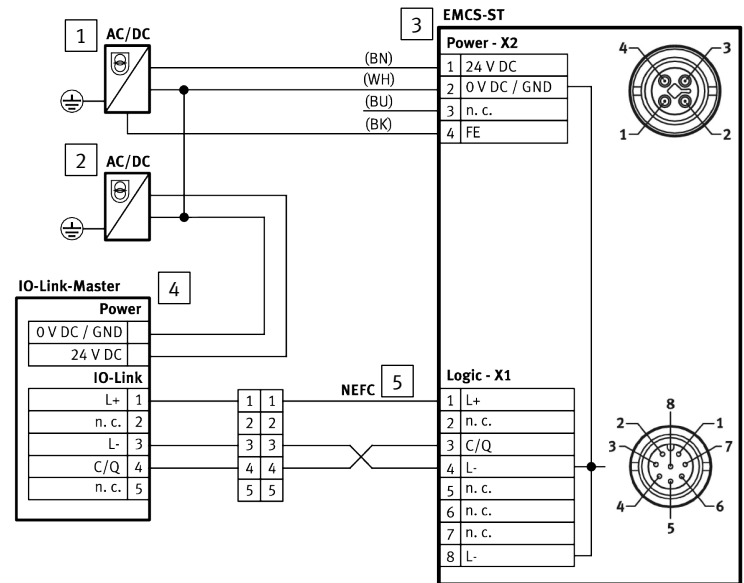 1 AC/DC
3 EMCS-ST
Power - X2
(BN) 1 24 V DC
(WH) 2 0 V DC / GND
(BU) 3 n. c.
(BK) 4 FE
4 3
1 2
2 AC/DC
IO-Link-Master 4
Power
0 V DC / GND
24 V DC
IO-Link
L+ 1
n. c. 2
L- 3
C/Q 4
n. c. 5
1 1
2 2
3 3
4 4
5 5
NEFC 5
Logic - X1
1 L+
2 n. c.
3 C/Q
4 L-
5 n. c.
6 n. c.
7 n. c.
8 L-
8
2 1
3 7
4 6
5